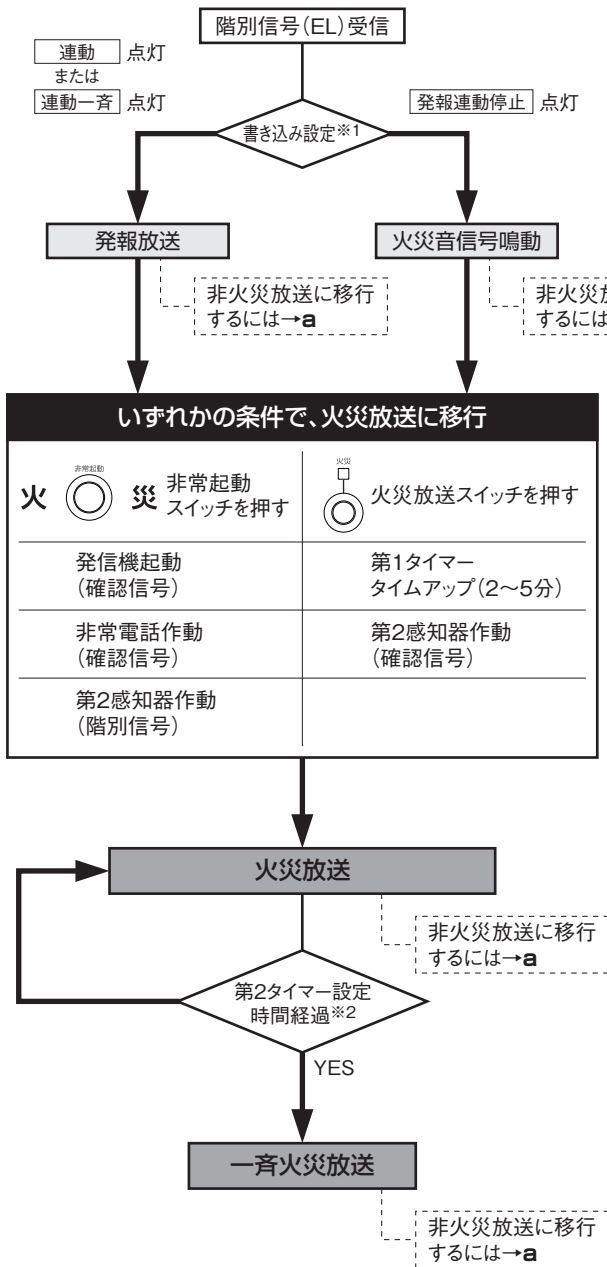 階別信号（EL）受信
連動 点灯
または
連動一斉 点灯
発報連動停止 点灯
書き込み設定※1
発報放送
火災音信号鳴動
非火災放送に移行
するには→a
非火災放
するには
いずれかの条件で、火災放送に移行
非常起動
火 災 非常起動
スイッチを押す
火災
火災放送スイッチを押す
発信機起動
（確認信号）
第1タイマー
タイムアップ（2〜5分）
非常電話作動
（確認信号）
第2感知器作動
（確認信号）
第2感知器作動
（階別信号）
火災放送
非火災放送に移行
するには→a
第2タイマー設定
時間経過※2
YES
一斉火災放送
非火災放送に移行
するには→a